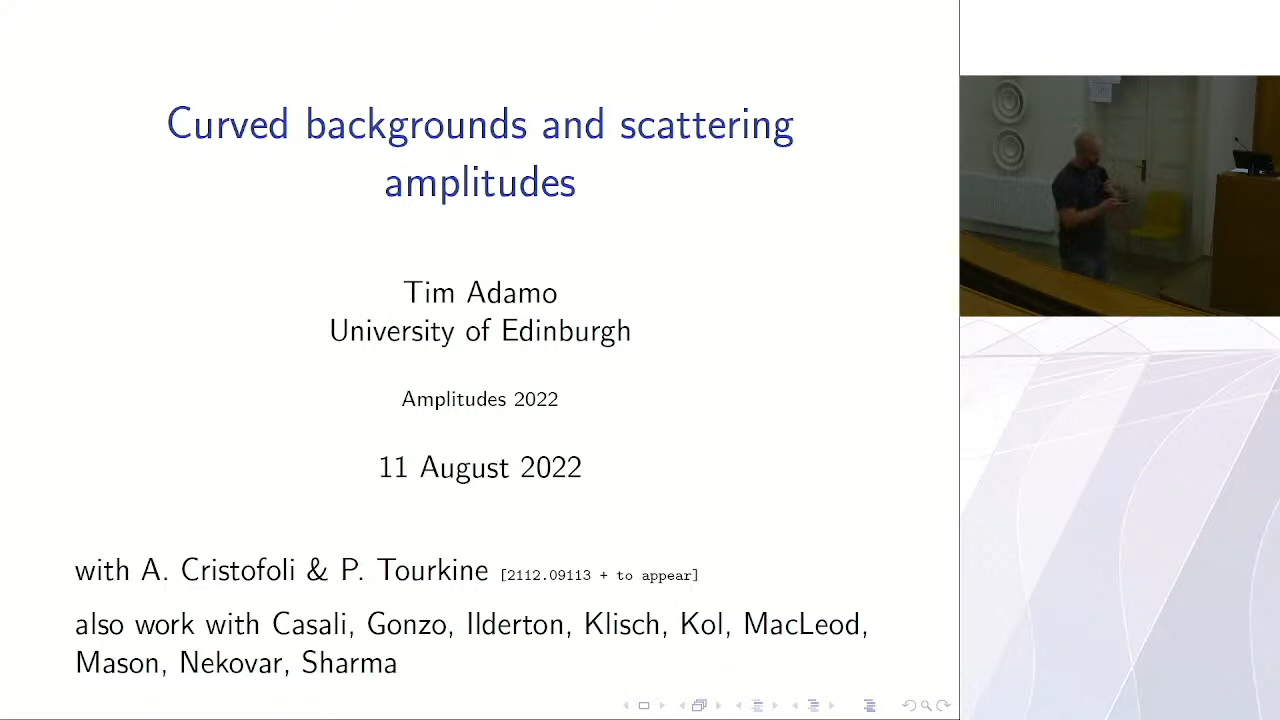 Curved backgrounds and scattering
amplitudes
Tim Adamo
University of Edinburgh
Amplitudes 2022
11 August 2022
with A. Cristofoli & P. Tourkine [2112.09113 + to appear]
also work with Casali, Gonzo, Ilderton, Klisch, Kol, MacLeod,
Mason, Nekovar, Sharma